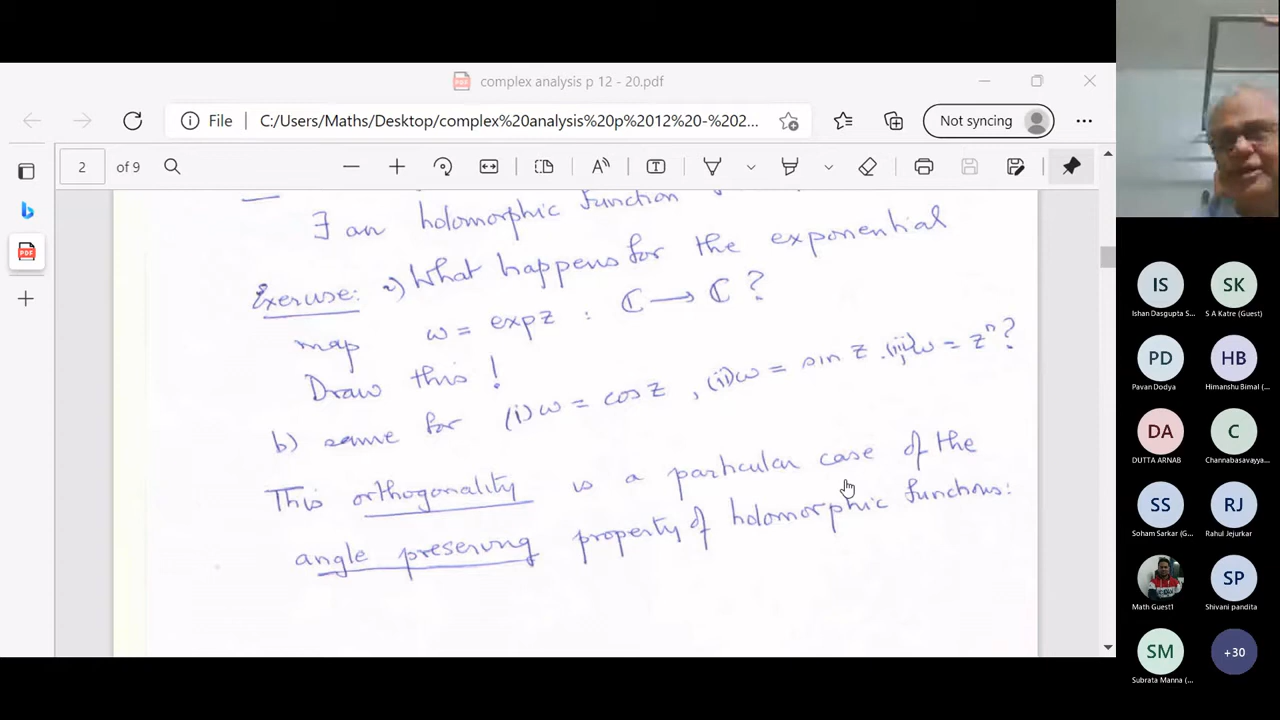 complex analysis p 12 - 20.pdf
File
C:/Users/Maths/Desktop/complex%20analysis%20p%2012%20-%202...
Not syncing
2
of 9
∃ an holomorphic function
Exercise: a) What happens for the exponential
map w = exp z : ℂ → ℂ ?
Draw this !
b) same for (i) w = cos z , (ii) w = sin z . (iii) w = zⁿ ?
This orthogonality is a particular case of the
angle preserving property of holomorphic functions:
IS
SK
Ishan Dasgupta S...
S A Katre (Guest)
PD
HB
Pavan Dodya
Himanshu Bimal (...
DA
C
DUTTA ARNAB
Channabasavayya...
SS
RJ
Soham Sarkar (G...
Rahul Jejurkar
SP
Math Guest1
Shivani pandita
SM
+30
Subrata Manna (...